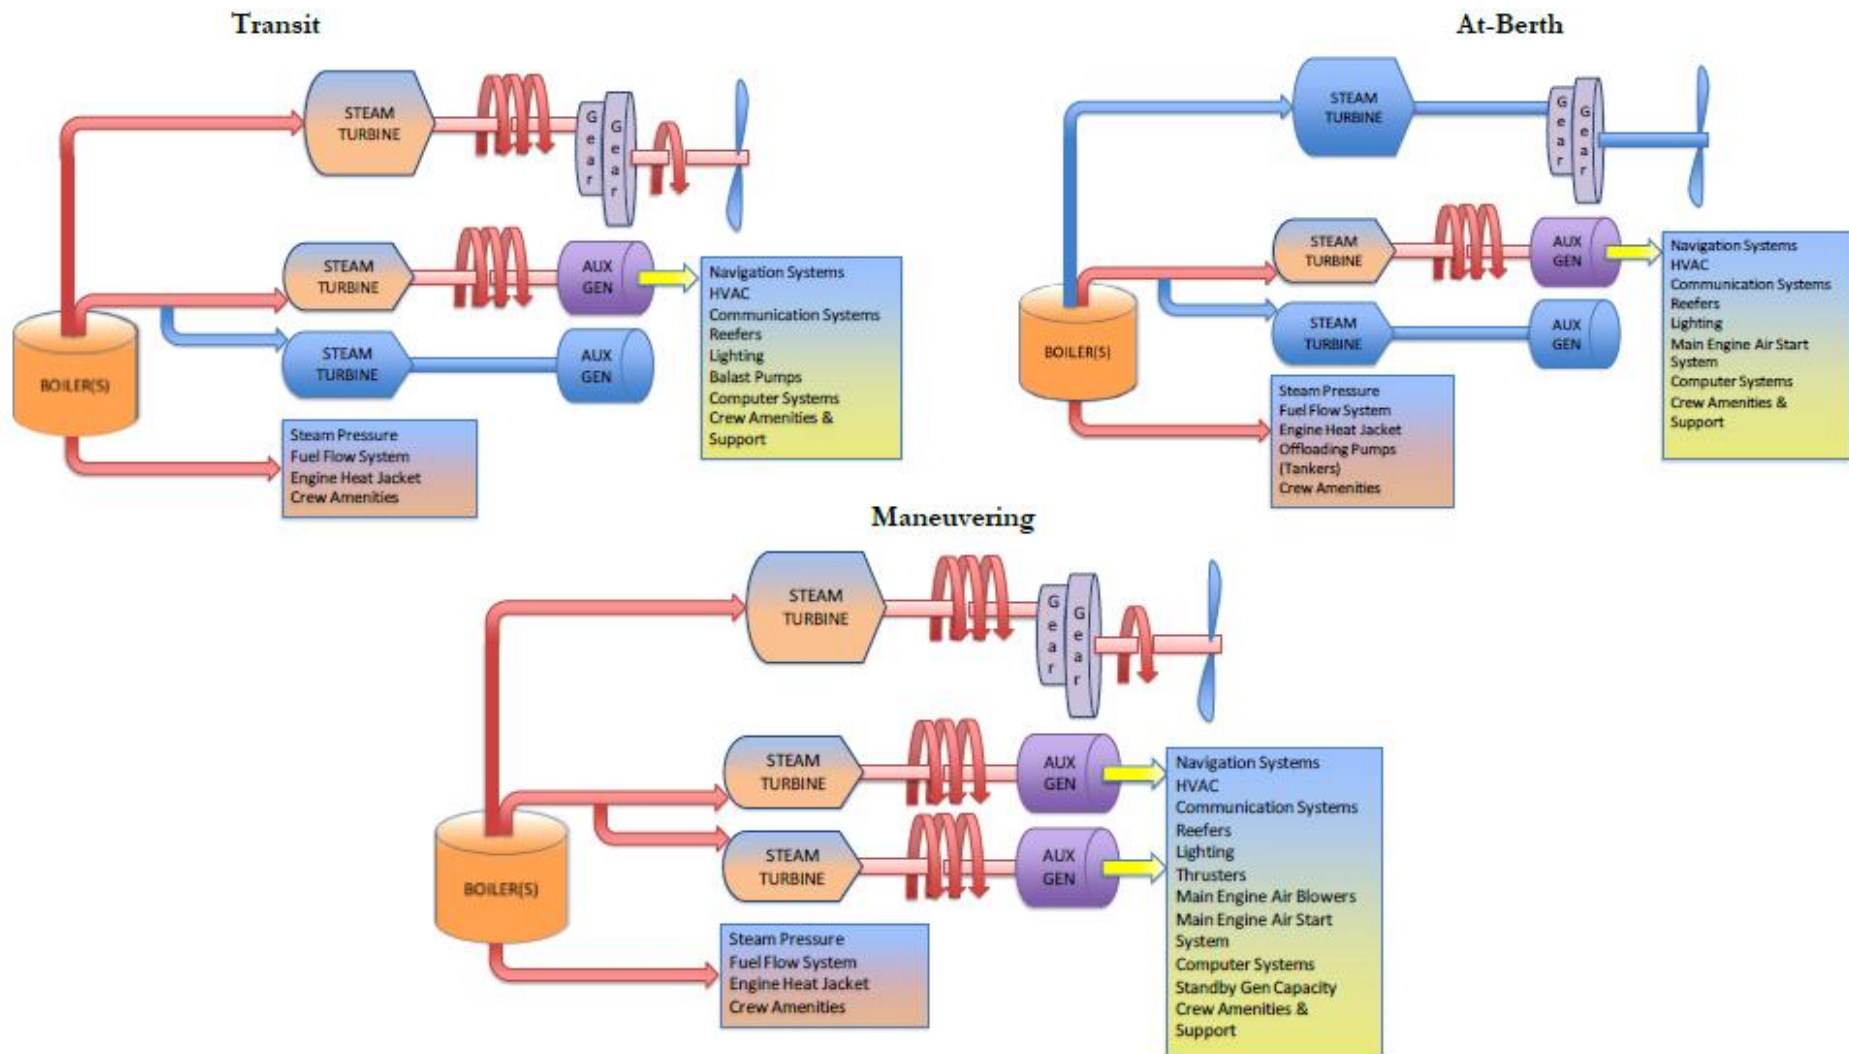 Transit
STEAM
TURBINE
Gear
Gear
STEAM
TURBINE
AUX
GEN
STEAM
TURBINE
AUX
GEN
BOILER(S)
Navigation Systems
HVAC
Communication Systems
Reefers
Lighting
Balast Pumps
Computer Systems
Crew Amenities &
Support
Steam Pressure
Fuel Flow System
Engine Heat Jacket
Crew Amenities
At-Berth
STEAM
TURBINE
Gear
Gear
STEAM
TURBINE
AUX
GEN
STEAM
TURBINE
AUX
GEN
BOILER(S)
Navigation Systems
HVAC
Communication Systems
Reefers
Lighting
Main Engine Air Start
System
Computer Systems
Crew Amenities &
Support
Steam Pressure
Fuel Flow System
Engine Heat Jacket
Offloading Pumps
(Tankers)
Crew Amenities
Maneuvering
STEAM
TURBINE
Gear
Gear
STEAM
TURBINE
AUX
GEN
STEAM
TURBINE
AUX
GEN
BOILER(S)
Navigation Systems
HVAC
Communication Systems
Reefers
Lighting
Thrusters
Main Engine Air Blowers
Main Engine Air Start
System
Computer Systems
Standby Gen Capacity
Crew Amenities &
Support
Steam Pressure
Fuel Flow System
Engine Heat Jacket
Crew Amenities